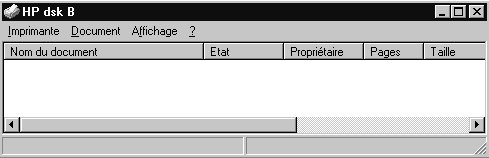 HP dsk B
Imprimante Document Affichage ?
Nom du document Etat Propriétaire Pages Taille